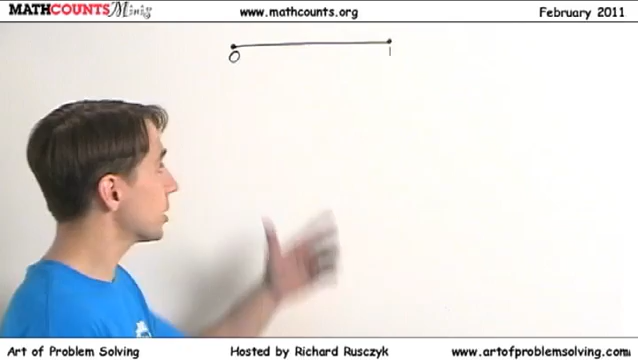 MATHCOUNTS Minis
www.mathcounts.org
February 2011
0 1
Art of Problem Solving
Hosted by Richard Rusczyk
www.artofproblemsolving.com